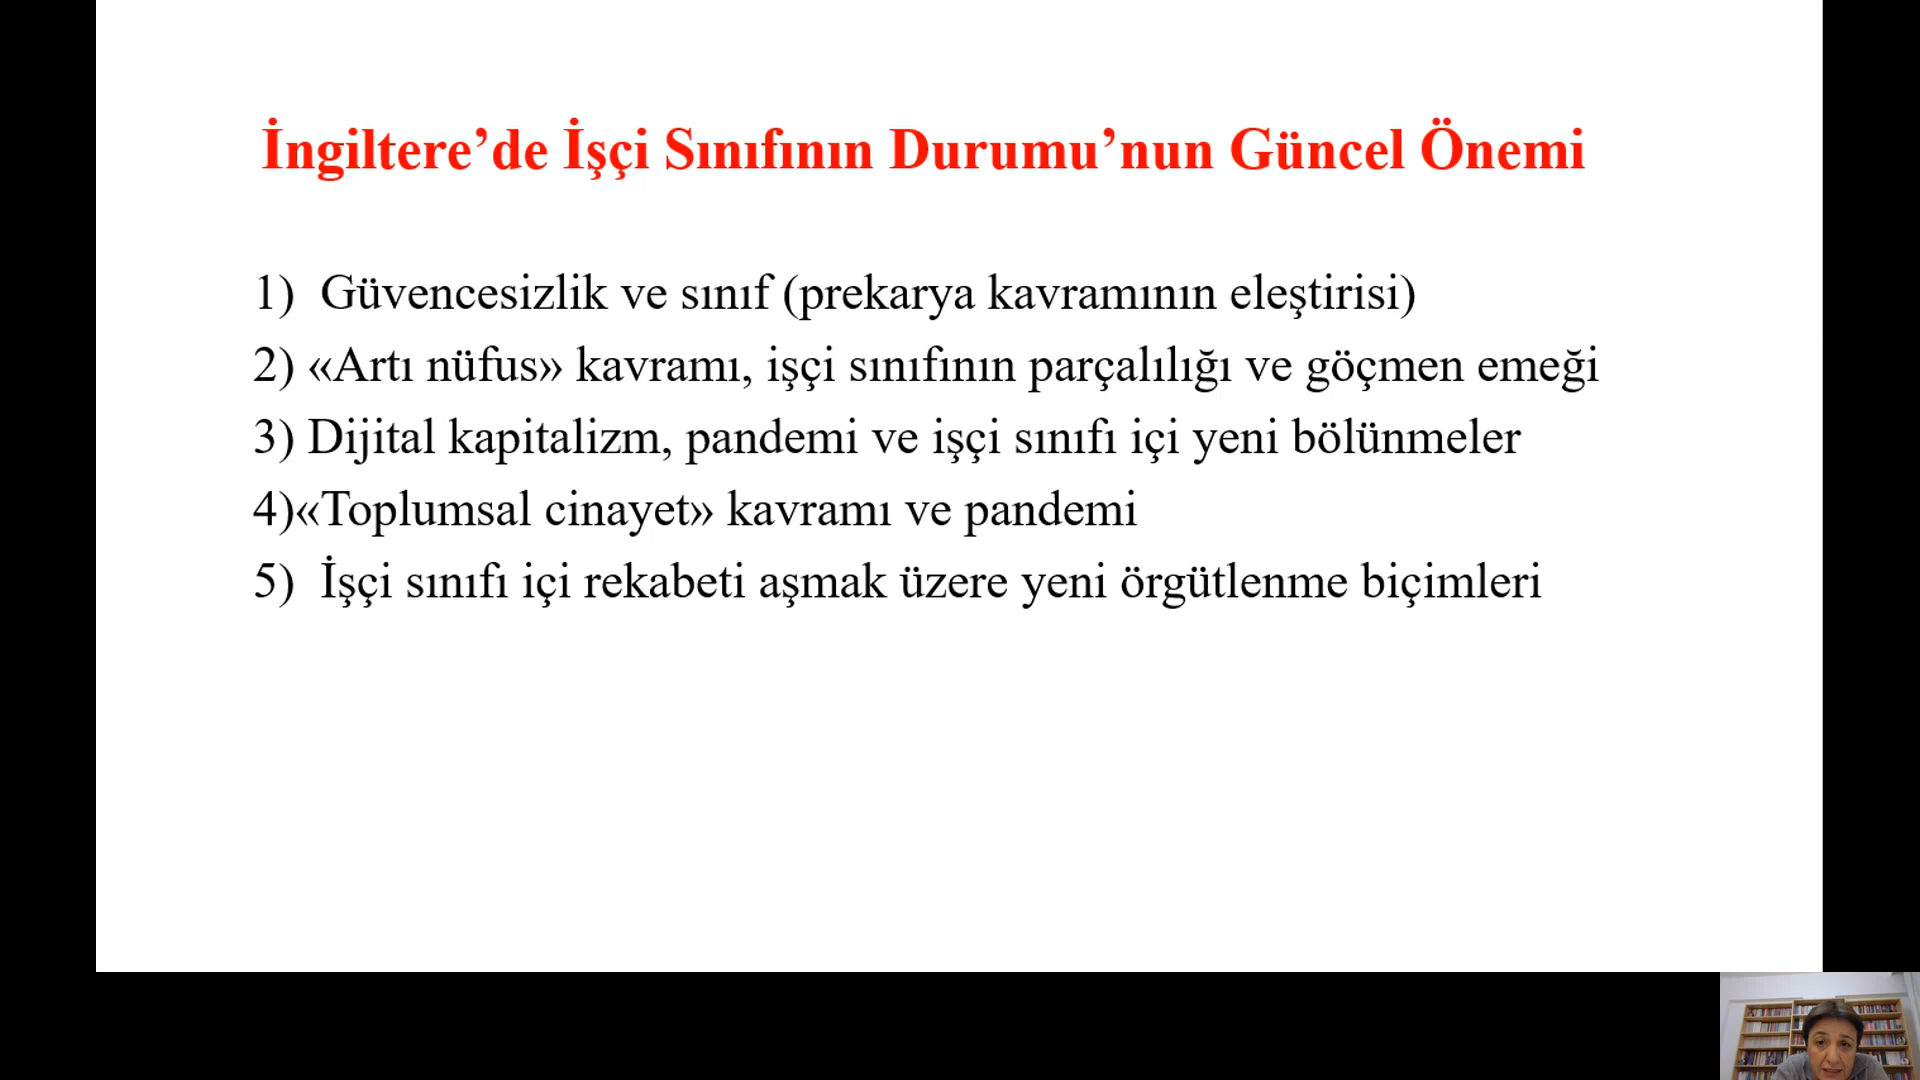 İngiltere’de İşçi Sınıfının Durumu’nun Güncel Önemi
1) Güvencesizlik ve sınıf (prekarya kavramının eleştirisi)
2) «Artı nüfus» kavramı, işçi sınıfının parçalılığı ve göçmen emeği
3) Dijital kapitalizm, pandemi ve işçi sınıfı içi yeni bölünmeler
4)«Toplumsal cinayet» kavramı ve pandemi
5) İşçi sınıfı içi rekabeti aşmak üzere yeni örgütlenme biçimleri